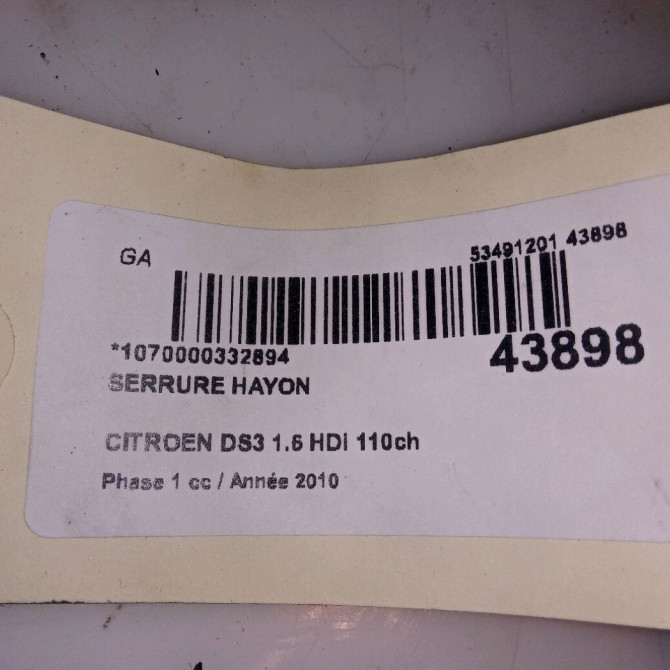 GA
53491201 43898
*1070000332894
43898
SERRURE HAYON
CITROEN DS3 1.6 HDi 110ch
Phase 1 cc / Année 2010